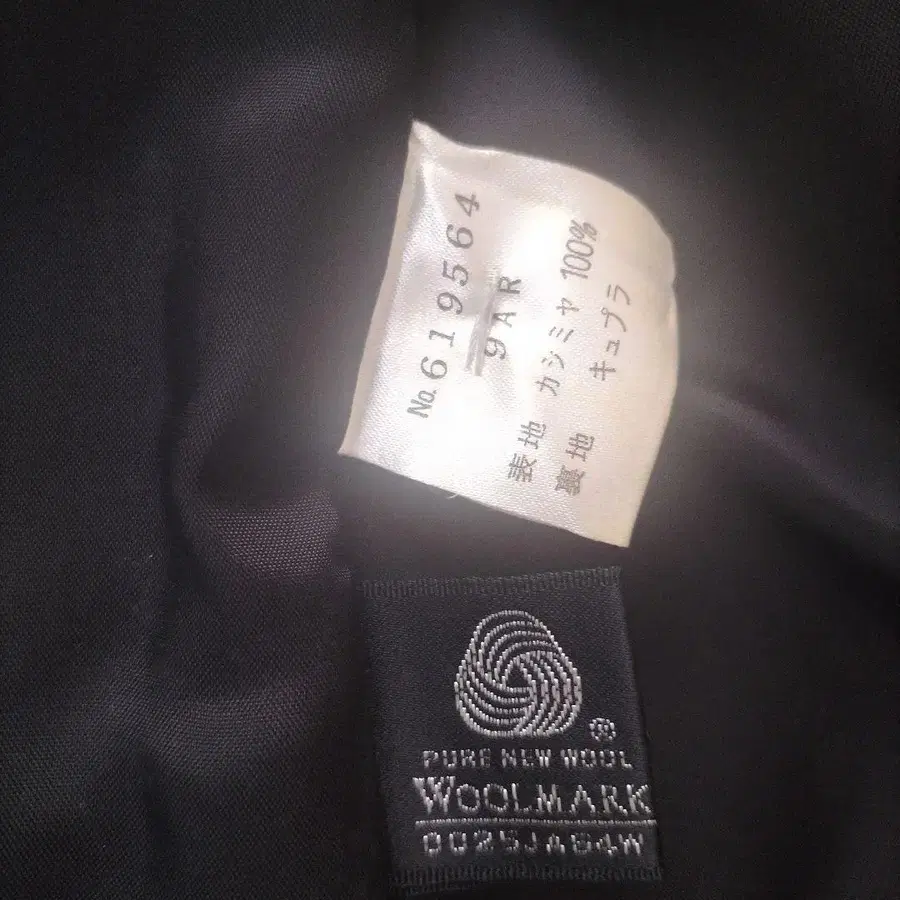 No.619564
9AR
表地 カシミヤ 100%
裏地 キュプラ
PURE NEW WOOL
WOOLMARK